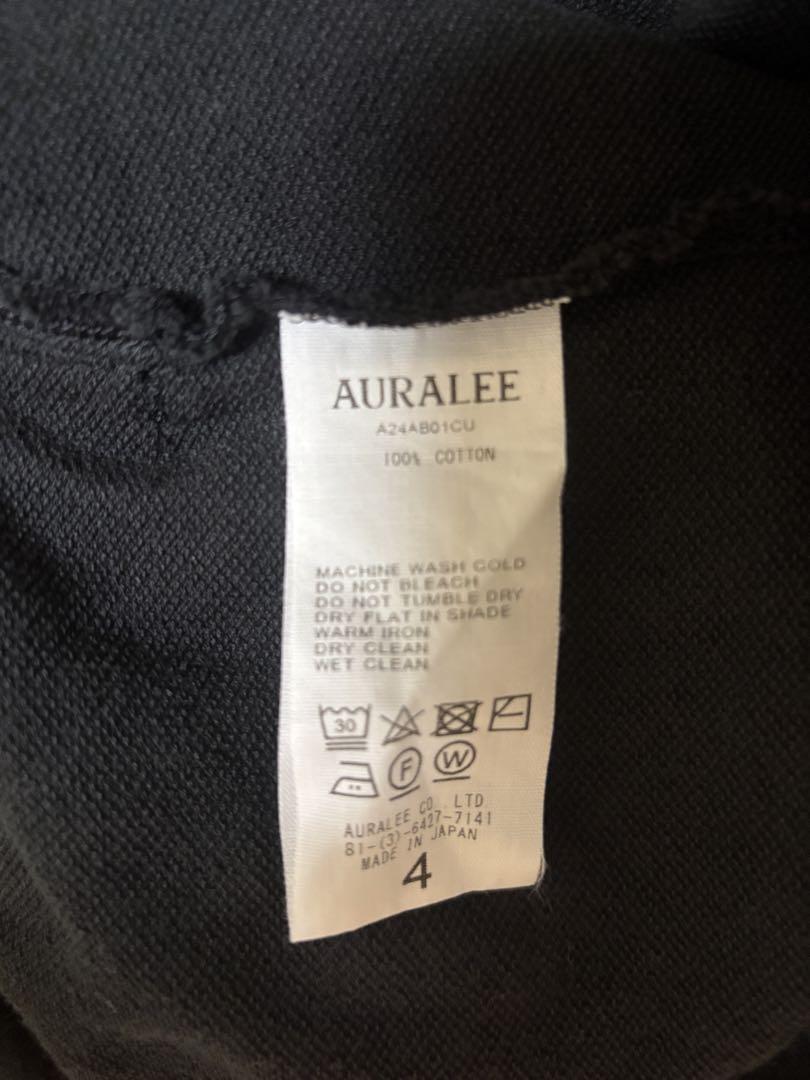 AURALEE
A24AB01CU
100% COTTON
MACHINE WASH COLD
DO NOT BLEACH
DO NOT TUMBLE DRY
DRY FLAT IN SHADE
WARM IRON
DRY CLEAN
WET CLEAN
30
F W
AURALEE CO., LTD
81-(3)-6427-7141
MADE IN JAPAN
4